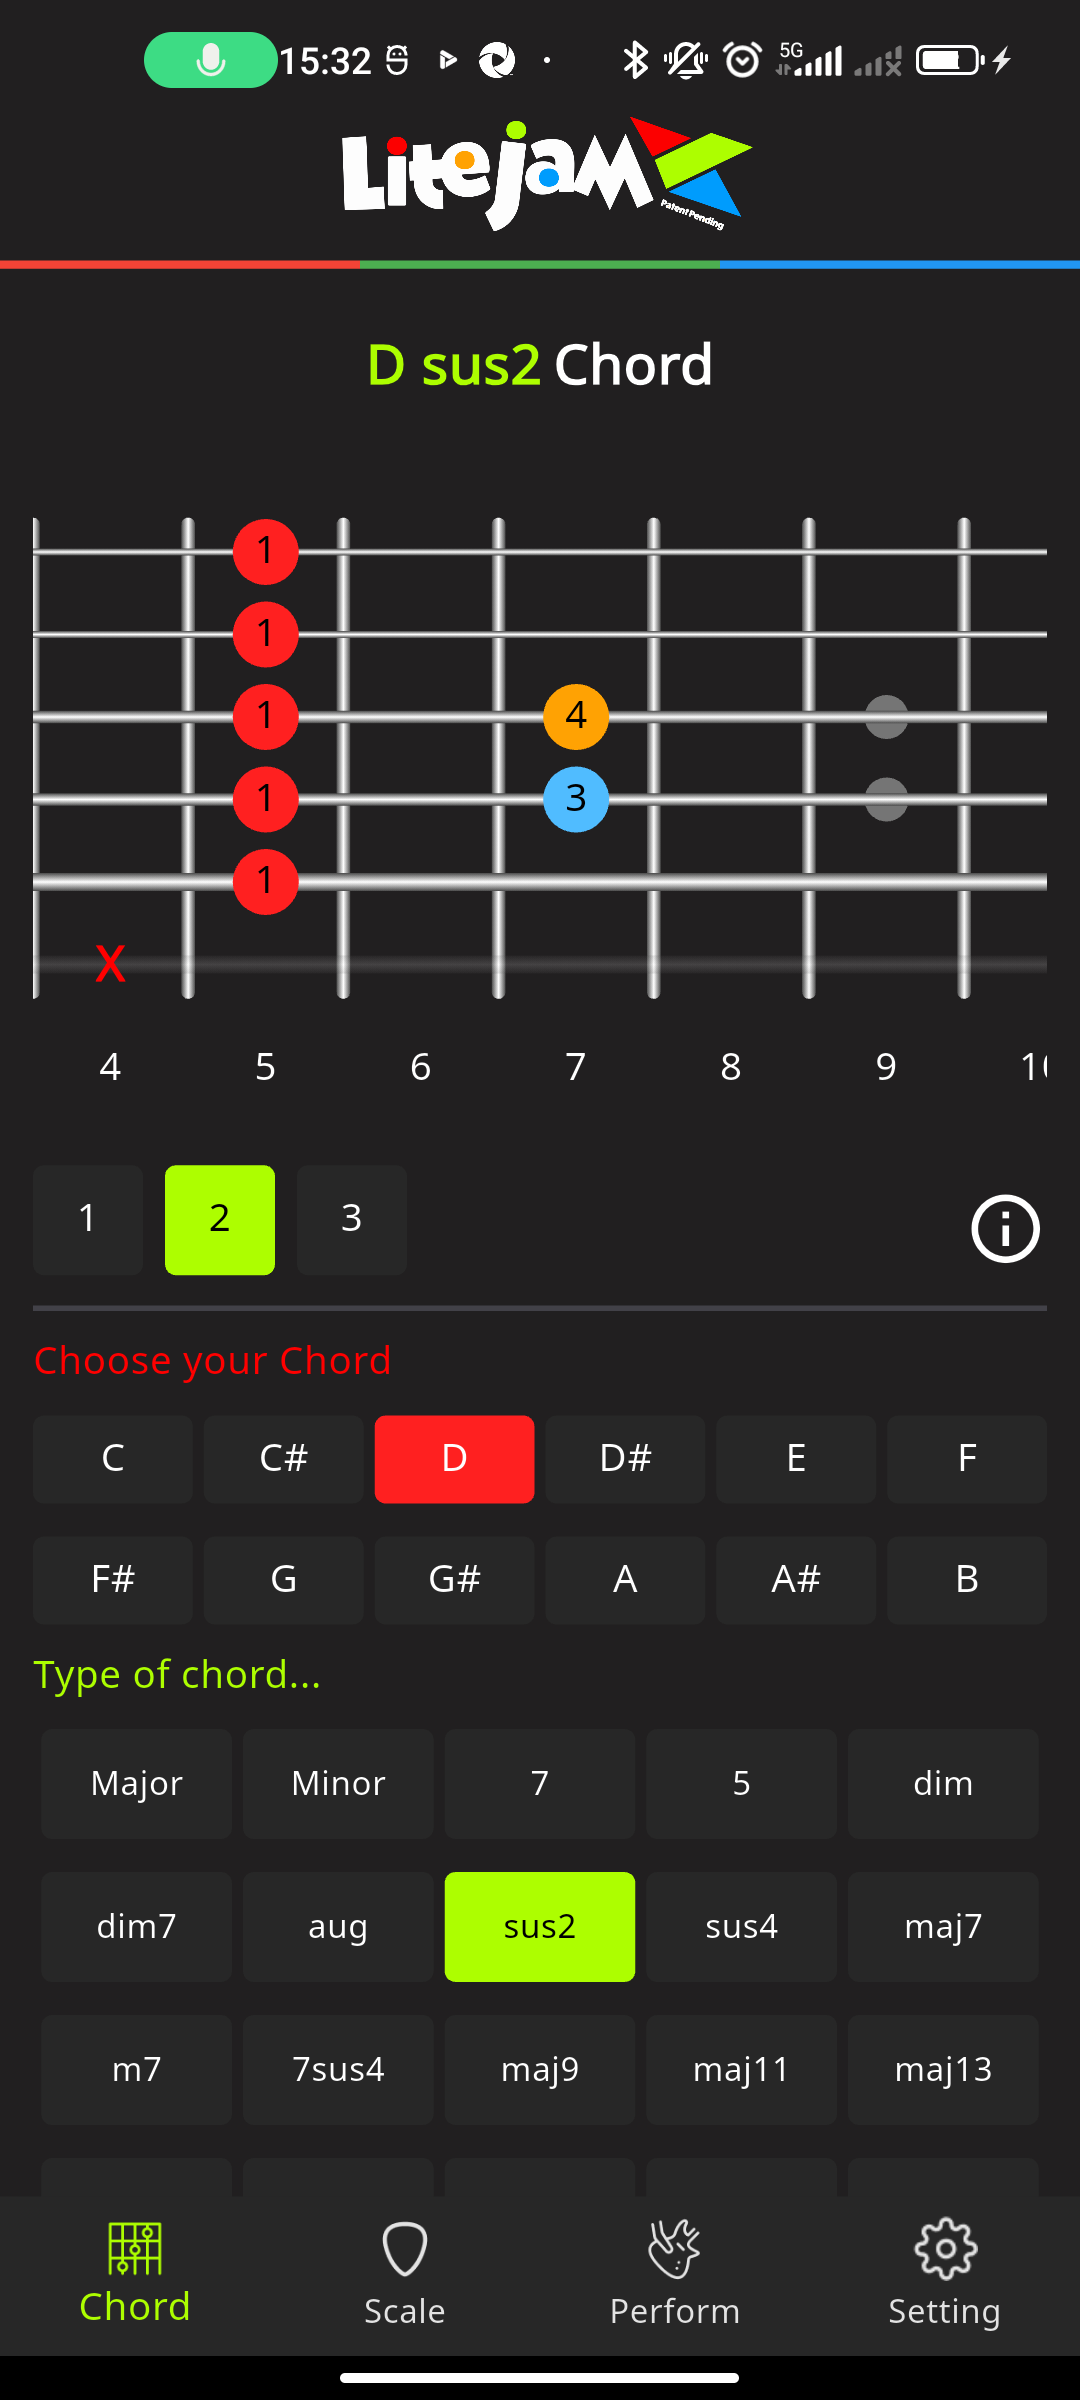 15:32
5G
LiteJam
Patent Pending
D sus2 Chord
1
1
1 4
1 3
1
X
4 5 6 7 8 9
1 2 3
Choose your Chord
C C# D D# E F
F# G G# A A# B
Type of chord...
Major Minor 7 5 dim
dim7 aug sus2 sus4 maj7
m7 7sus4 maj9 maj11 maj13
Chord Scale Perform Setting